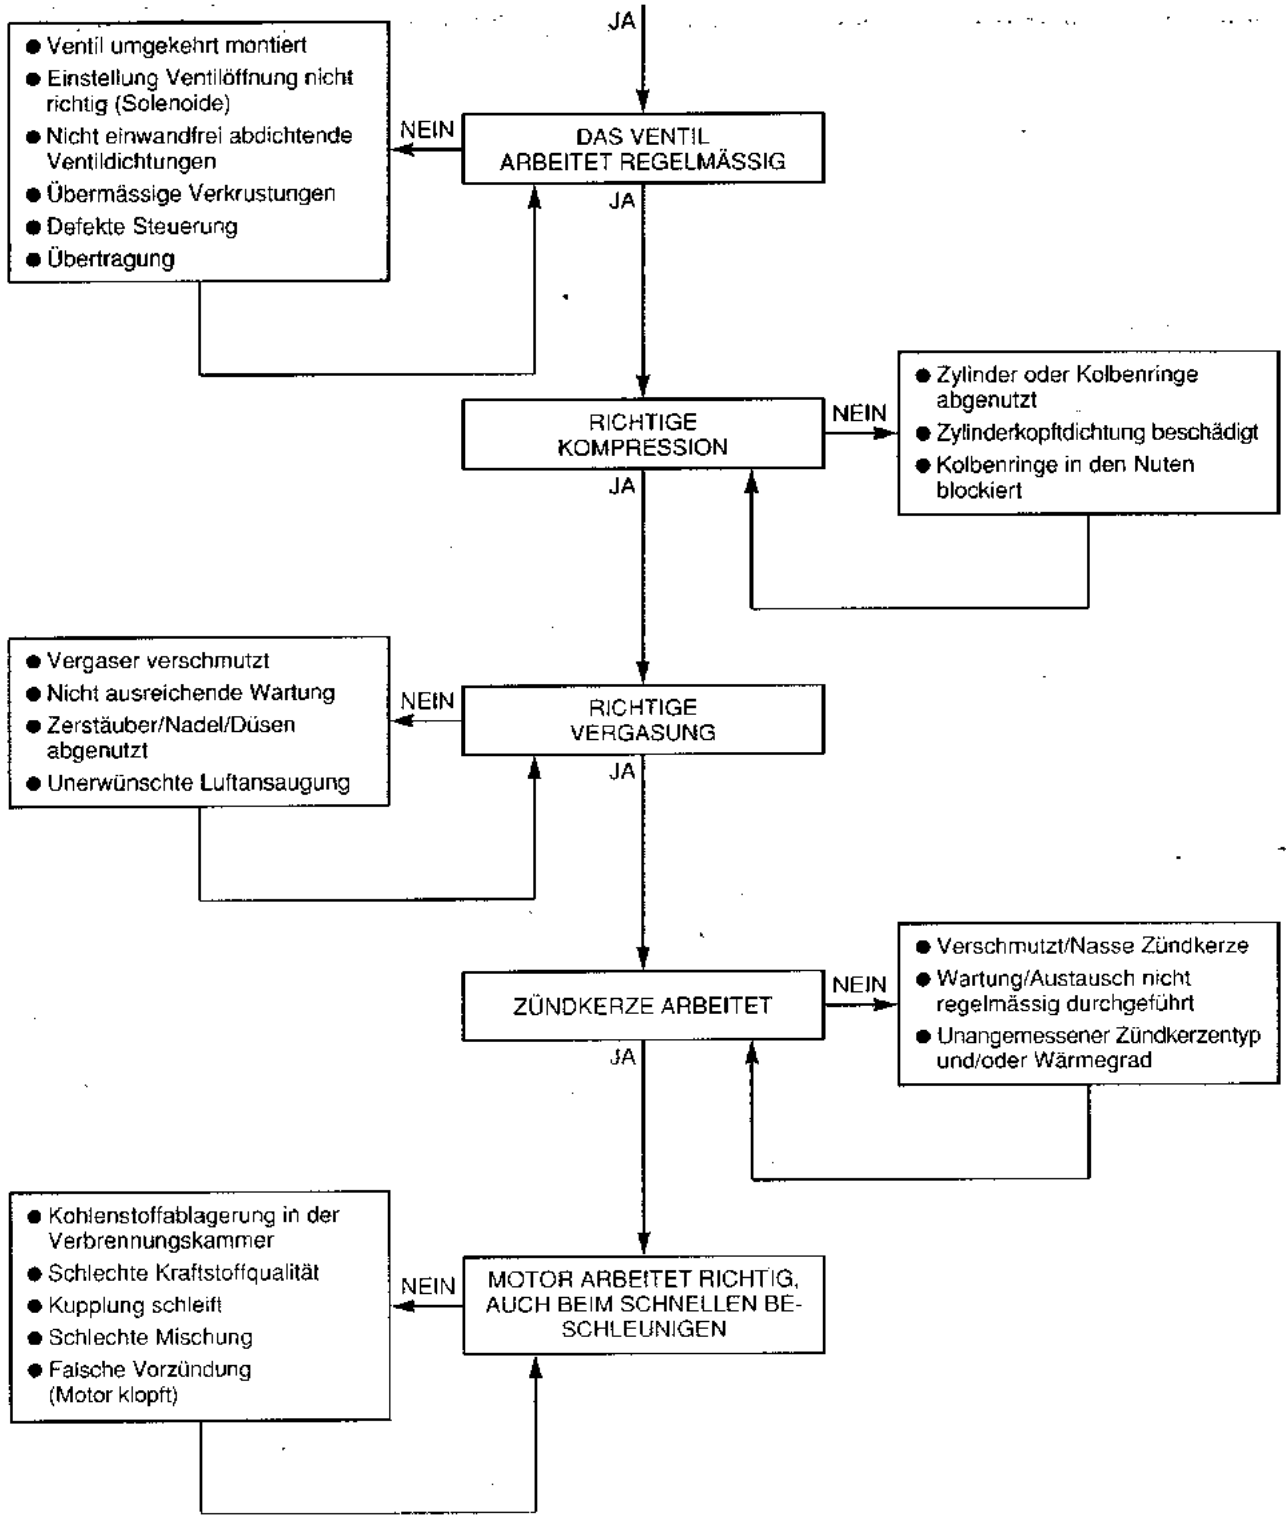 JA
● Ventil umgekehrt montiert
● Einstellung Ventilöffnung nicht
richtig (Solenoide)
● Nicht einwandfrei abdichtende
Ventildichtungen
● Übermässige Verkrustungen
● Defekte Steuerung
● Übertragung
NEIN
DAS VENTIL
ARBEITET REGELMÄSSIG
JA
RICHTIGE
KOMPRESSION
NEIN
● Zylinder oder Kolbenringe
abgenutzt
● Zylinderkopftdichtung beschädigt
● Kolbenringe in den Nuten
blockiert
JA
● Vergaser verschmutzt
● Nicht ausreichende Wartung
● Zerstäuber/Nadel/Düsen
abgenutzt
● Unerwünschte Luftansaugung
NEIN
RICHTIGE
VERGASUNG
JA
ZÜNDKERZE ARBEITET
NEIN
● Verschmutzt/Nasse Zündkerze
● Wartung/Austausch nicht
regelmässig durchgeführt
● Unangemessener Zündkerzentyp
und/oder Wärmegrad
JA
● Kohlenstoffablagerung in der
Verbrennungskammer
● Schlechte Kraftstoffqualität
● Kupplung schleift
● Schlechte Mischung
● Falsche Vorzündung
(Motor klopft)
NEIN
MOTOR ARBEITET RICHTIG,
AUCH BEIM SCHNELLEN BE-
SCHLEUNIGEN